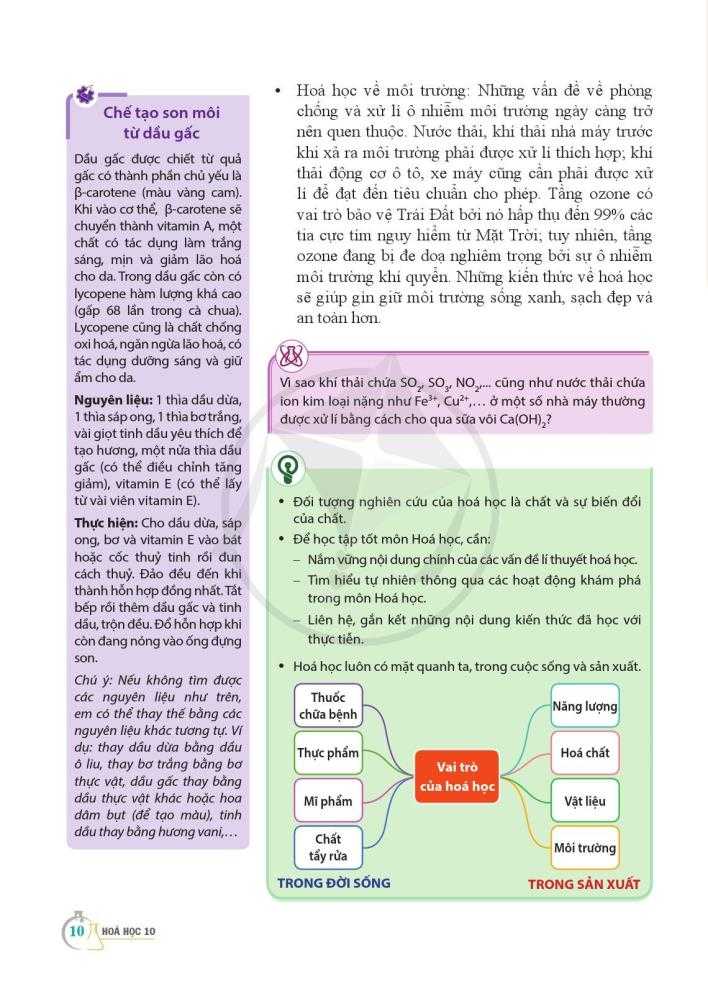 Chế tạo son môi
từ dầu gấc
Dầu gấc được chiết từ quả
gấc có thành phần chủ yếu là
β-carotene (màu vàng cam).
Khi vào cơ thể, β-carotene sẽ
chuyển thành vitamin A, một
chất có tác dụng làm trắng
sáng, mịn và giảm lão hoá
cho da. Trong dầu gấc còn có
lycopene hàm lượng khá cao
(gấp 68 lần trong cà chua).
Lycopene cũng là chất chống
oxi hoá, ngăn ngừa lão hoá, có
tác dụng dưỡng sáng và giữ
ẩm cho da.
Nguyên liệu: 1 thìa dầu dừa,
1 thìa sáp ong, 1 thìa bơ trắng,
vài giọt tinh dầu yêu thích để
tạo hương, một nửa thìa dầu
gấc (có thể điều chỉnh tăng
giảm), vitamin E (có thể lấy
từ vài viên vitamin E).
Thực hiện: Cho dầu dừa, sáp
ong, bơ và vitamin E vào bát
hoặc cốc thuỷ tinh rồi đun
cách thuỷ. Đảo đều đến khi
thành hỗn hợp đồng nhất. Tắt
bếp rồi thêm dầu gấc và tinh
dầu, trộn đều. Đổ hỗn hợp khi
còn đang nóng vào ống đựng
son.
Chú ý: Nếu không tìm được
các nguyên liệu như trên,
em có thể thay thế bằng các
nguyên liệu khác tương tự. Ví
dụ: thay dầu dừa bằng dầu
ô liu, thay bơ trắng bằng bơ
thực vật, dầu gấc thay bằng
dầu thực vật khác hoặc hoa
dâm bụt (để tạo màu), tinh
dầu thay bằng hương vani,…
• Hoá học về môi trường: Những vấn đề về phòng
chống và xử lí ô nhiễm môi trường ngày càng trở
nên quen thuộc. Nước thải, khí thải nhà máy trước
khi xả ra môi trường phải được xử lí thích hợp; khí
thải động cơ ô tô, xe máy cũng cần phải được xử
lí để đạt đến tiêu chuẩn cho phép. Tầng ozone có
vai trò bảo vệ Trái Đất bởi nó hấp thụ đến 99% các
tia cực tím nguy hiểm từ Mặt Trời; tuy nhiên, tầng
ozone đang bị đe doạ nghiêm trọng bởi sự ô nhiễm
môi trường khí quyển. Những kiến thức về hoá học
sẽ giúp gìn giữ môi trường sống xanh, sạch đẹp và
an toàn hơn.
Vì sao khí thải chứa SO₂, SO₃, NO₂,... cũng như nước thải chứa
ion kim loại nặng như Fe³⁺, Cu²⁺,… ở một số nhà máy thường
được xử lí bằng cách cho qua sữa vôi Ca(OH)₂?
• Đối tượng nghiên cứu của hoá học là chất và sự biến đổi
của chất.
• Để học tập tốt môn Hoá học, cần:
– Nắm vững nội dung chính của các vấn đề lí thuyết hoá học.
– Tìm hiểu tự nhiên thông qua các hoạt động khám phá
trong môn Hoá học.
– Liên hệ, gắn kết những nội dung kiến thức đã học với
thực tiễn.
• Hoá học luôn có mặt quanh ta, trong cuộc sống và sản xuất.
Thuốc
chữa bệnh
Thực phẩm
Mĩ phẩm
Chất
tẩy rửa
Vai trò
của hoá học
Năng lượng
Hoá chất
Vật liệu
Môi trường
TRONG ĐỜI SỐNG
TRONG SẢN XUẤT
10 HOÁ HỌC 10